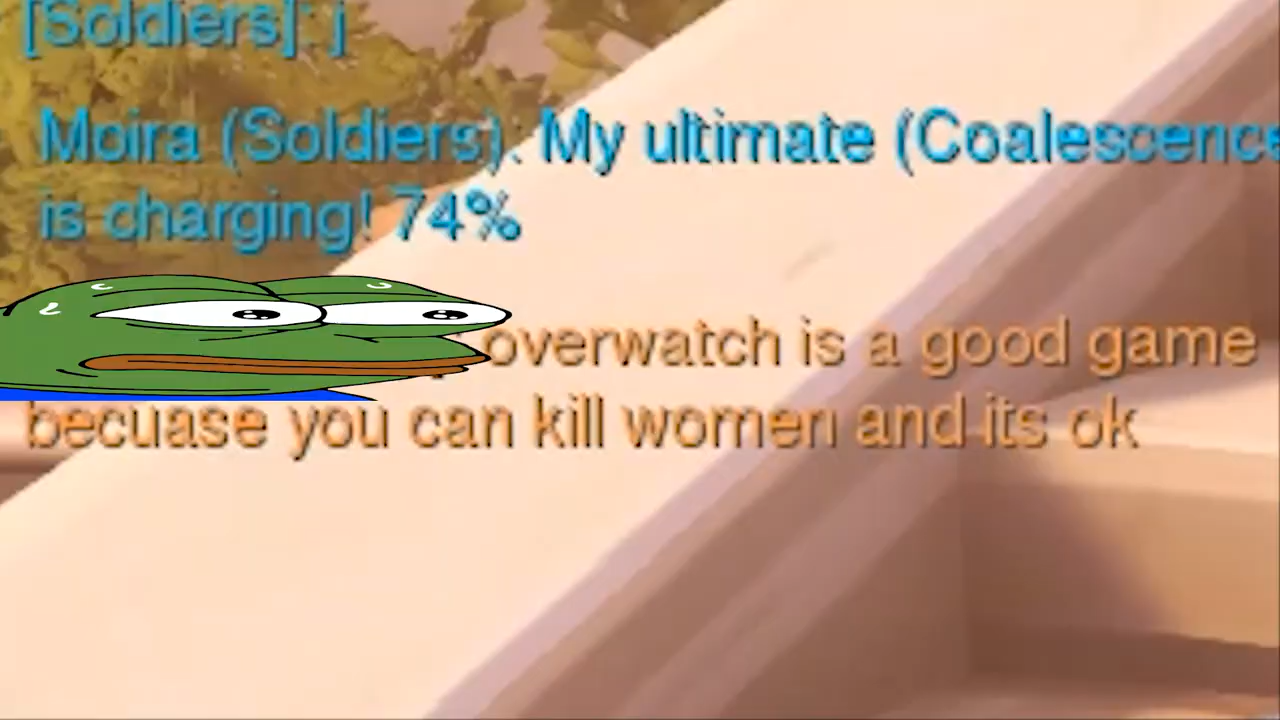 [Soldiers]: j
Moira (Soldiers): My ultimate (Coalescence
is charging! 74%
overwatch is a good game
becuase you can kill women and its ok